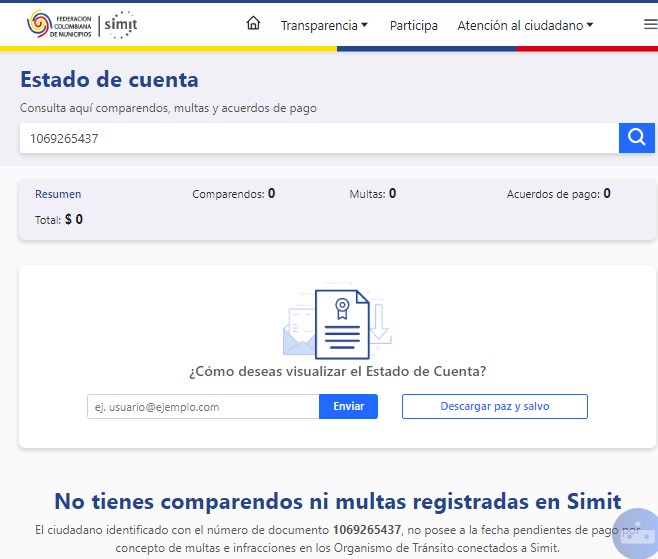 FEDERACIÓN
COLOMBIANA
DE MUNICIPIOS
simit
Transparencia Participa Atención al ciudadano
Estado de cuenta
Consulta aquí comparendos, multas y acuerdos de pago
1069265437
Resumen Comparendos: 0 Multas: 0 Acuerdos de pago: 0
Total: $ 0
¿Cómo deseas visualizar el Estado de Cuenta?
ej. usuario@ejemplo.com Enviar Descargar paz y salvo
No tienes comparendos ni multas registradas en Simit
El ciudadano identificado con el número de documento 1069265437, no posee a la fecha pendientes de pago por
concepto de multas e infracciones en los Organismo de Tránsito conectados a Simit.